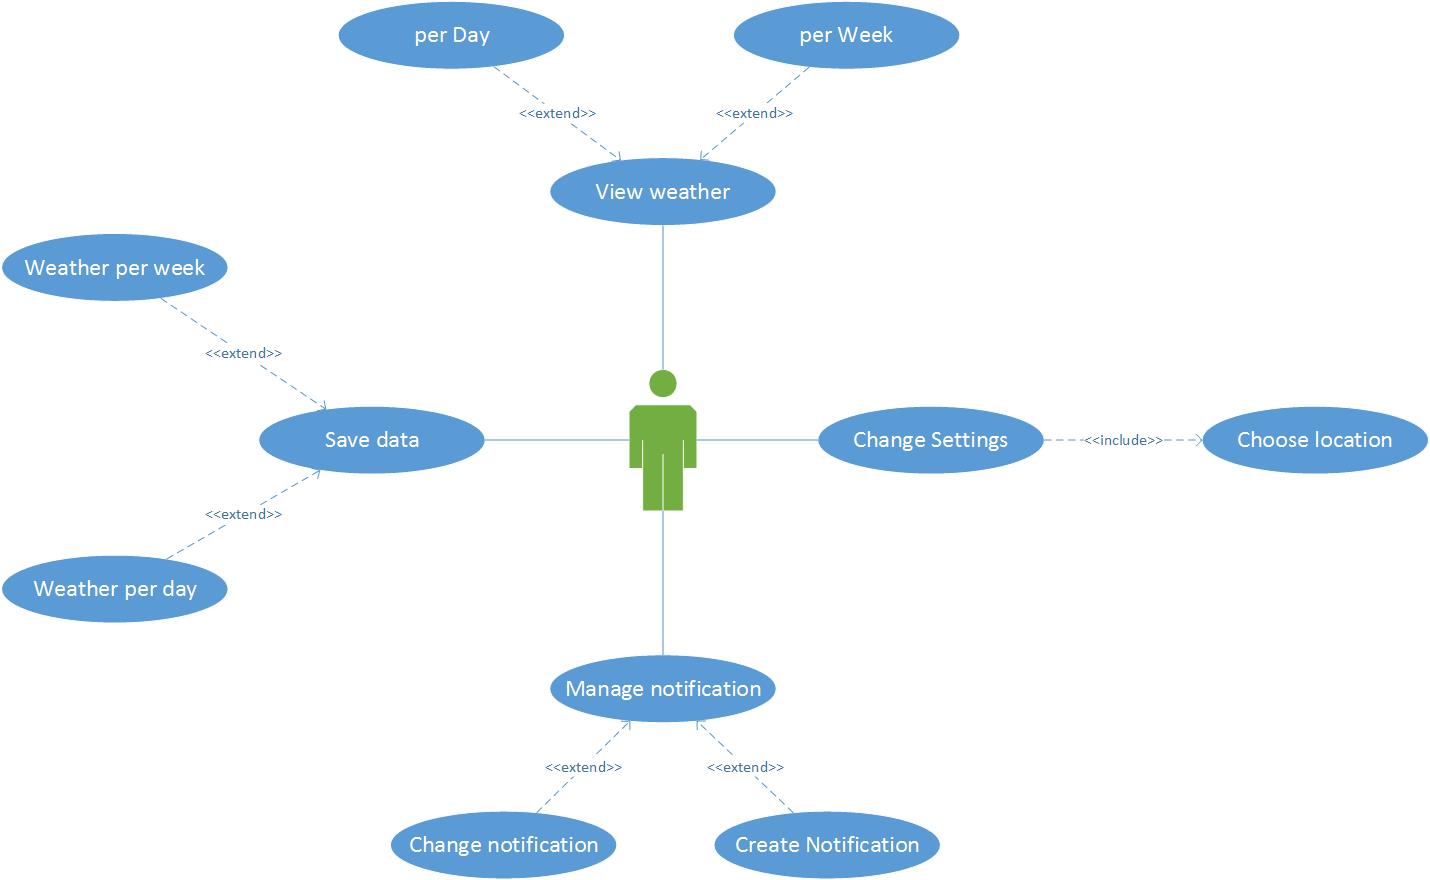 per Day
per Week
<<extend>>
<<extend>>
View weather
Weather per week
<<extend>>
Save data
Change Settings
<<include>>
Choose location
<<extend>>
Weather per day
Manage notification
<<extend>>
<<extend>>
Change notification
Create Notification